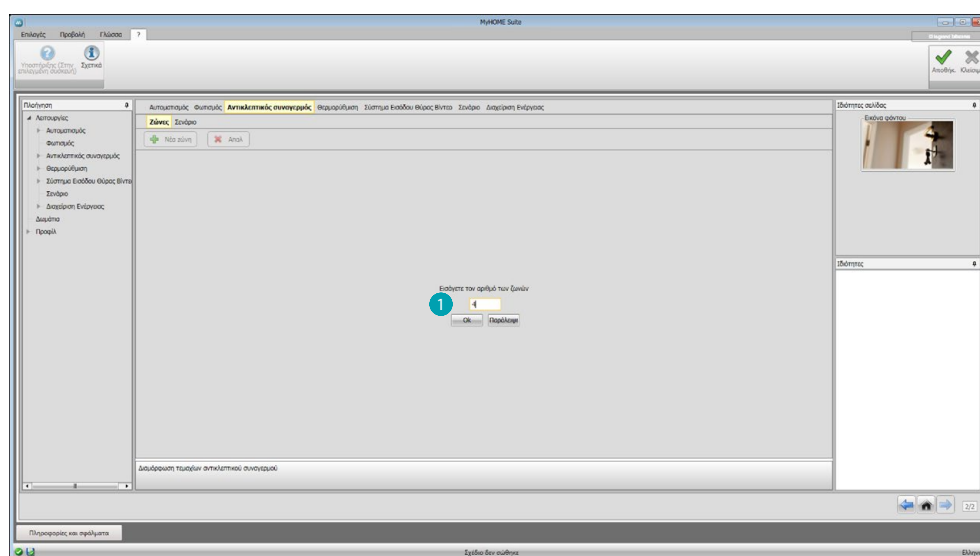 MyHOME Suite
Επιλογές Προβολή Γλώσσα ?
Υποστήριξης (Στην επιλεγμένη συσκευή)
Σχετικά
Αποθήκ.
Πλοήγηση
Λειτουργίες
Αυτοματισμός
Φωτισμός
Αντικλεπτικός συναγερμός
Θερμορύθμιση
Σύστημα Εισόδου Θύρας Βίντεο
Σενάριο
Διαχείριση Ενέργειας
Δωμάτια
Προφίλ
Αυτοματισμός Φωτισμός Αντικλεπτικός συναγερμός Θερμορύθμιση Σύστημα Εισόδου Θύρας Βίντεο Σενάριο Διαχείριση Ενέργειας
Ζώνες Σενάριο
Νέα ζώνη Απαλ
Εισάγετε τον αριθμό των ζωνών
1
4
Ok Παράλειψη
Διαμόρφωση τεμαχίων αντικλεπτικού συναγερμού
Ιδιότητες σελίδας
Εικόνα φόντου
Ιδιότητες
2/2
Πληροφορίες και σφάλματα
Σχέδιο δεν σώθηκε